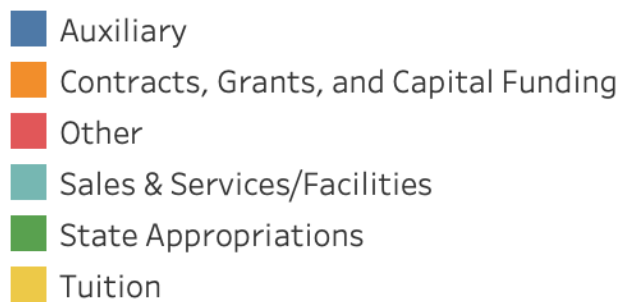 Auxiliary
Contracts, Grants, and Capital Funding
Other
Sales & Services/Facilities
State Appropriations
Tuition